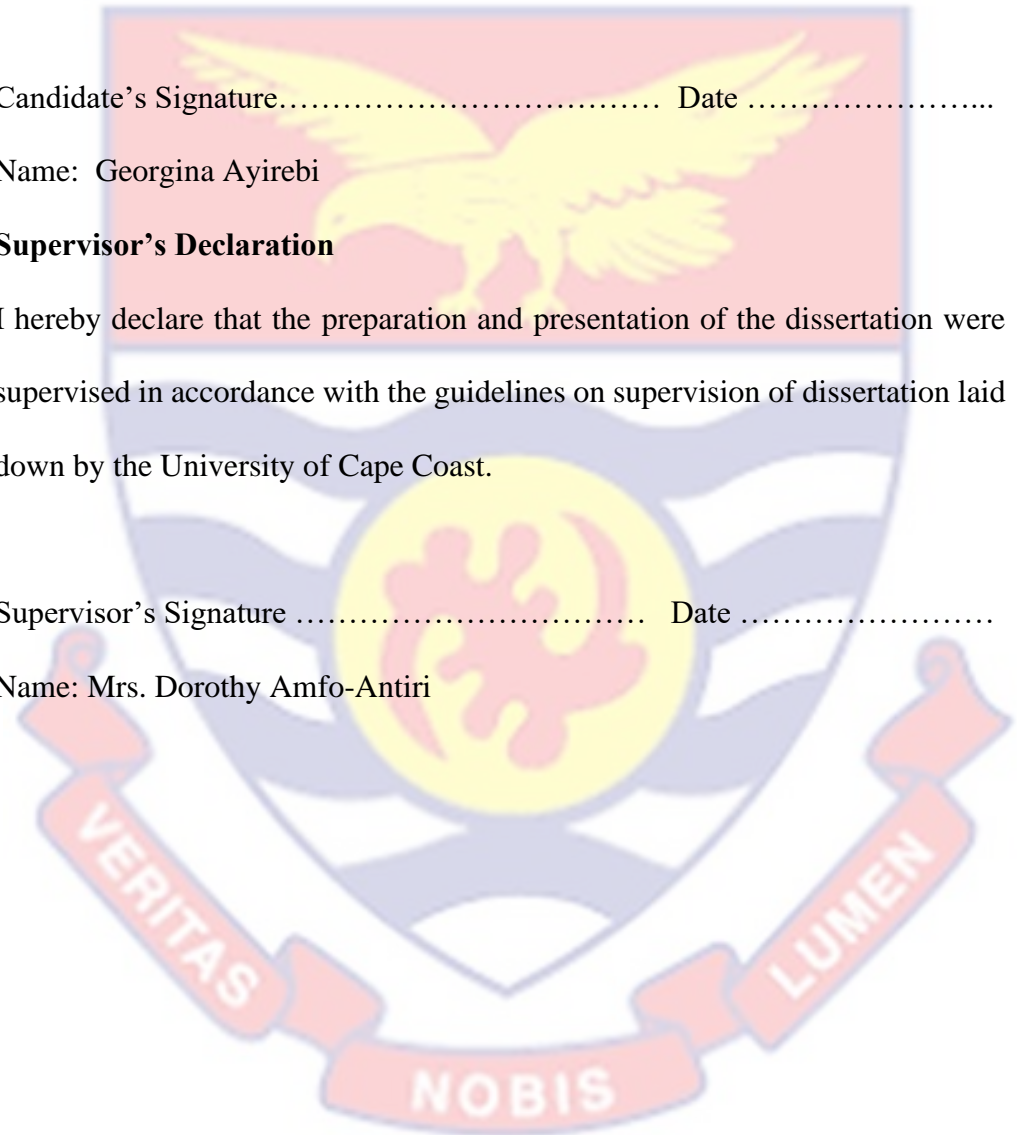 Candidate’s Signature……………………………… Date …………………...
Name: Georgina Ayirebi
Supervisor’s Declaration
I hereby declare that the preparation and presentation of the dissertation were
supervised in accordance with the guidelines on supervision of dissertation laid
down by the University of Cape Coast.
Supervisor’s Signature …………………………… Date ……………………
Name: Mrs. Dorothy Amfo-Antiri
VERITAS
NOBIS
LUMEN